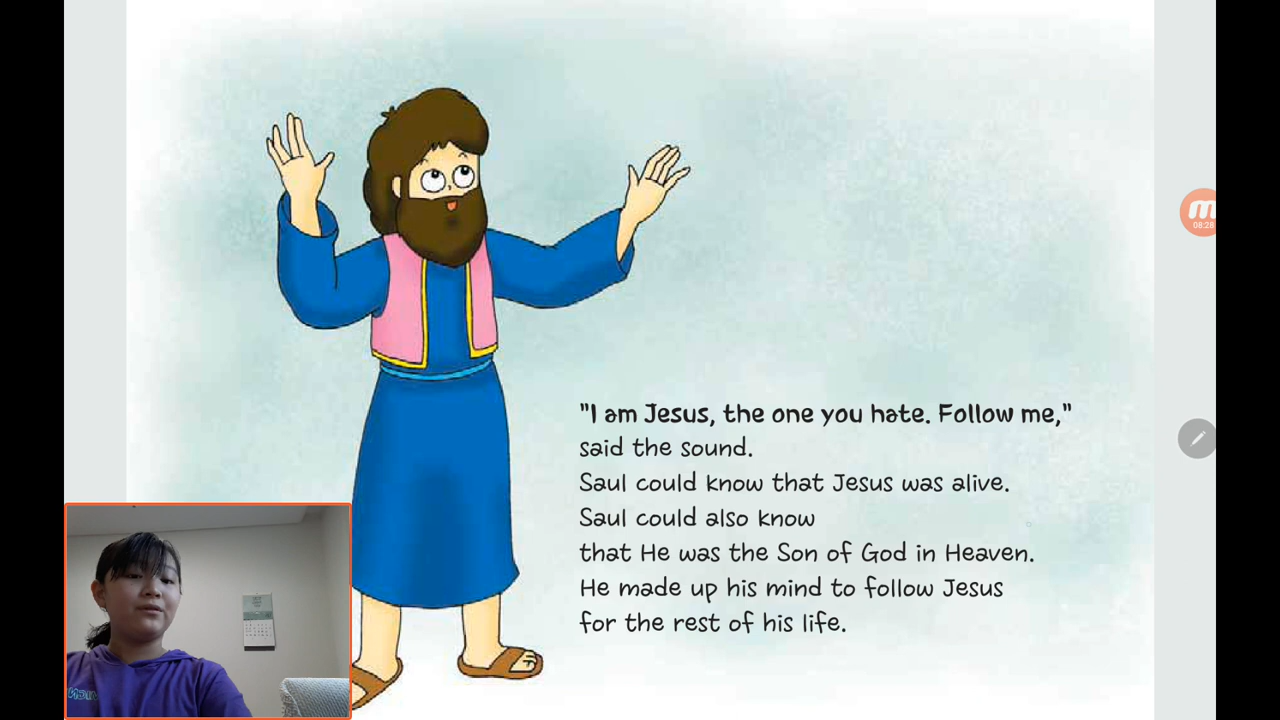 "I am Jesus, the one you hate. Follow me,"
said the sound.
Saul could know that Jesus was alive.
Saul could also know
that He was the Son of God in Heaven.
He made up his mind to follow Jesus
for the rest of his life.
08:28